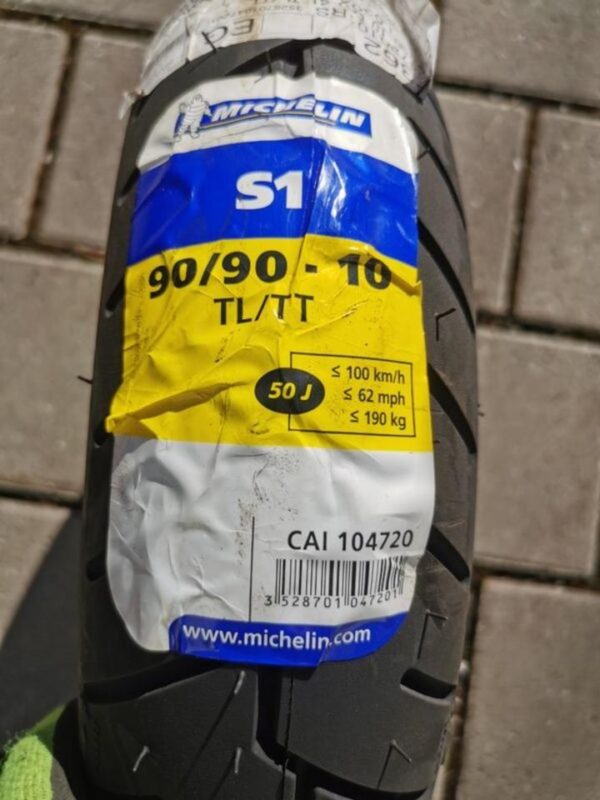 MICHELIN
S1
90/90 - 10
TL/TT
50 J
≤ 100 km/h
≤ 62 mph
≤ 190 kg
CAI 104720
3 528701 047201
www.michelin.com